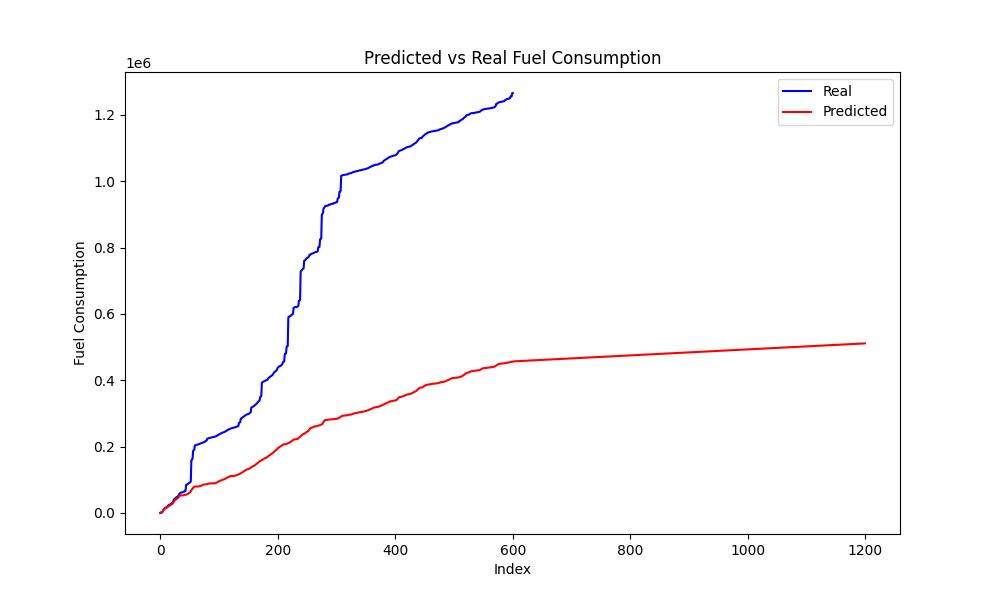 Predicted vs Real Fuel Consumption
1e6
Real
Predicted
1.2
1.0
0.8
0.6
0.4
0.2
0.0
Fuel Consumption
0 200 400 600 800 1000 1200
Index